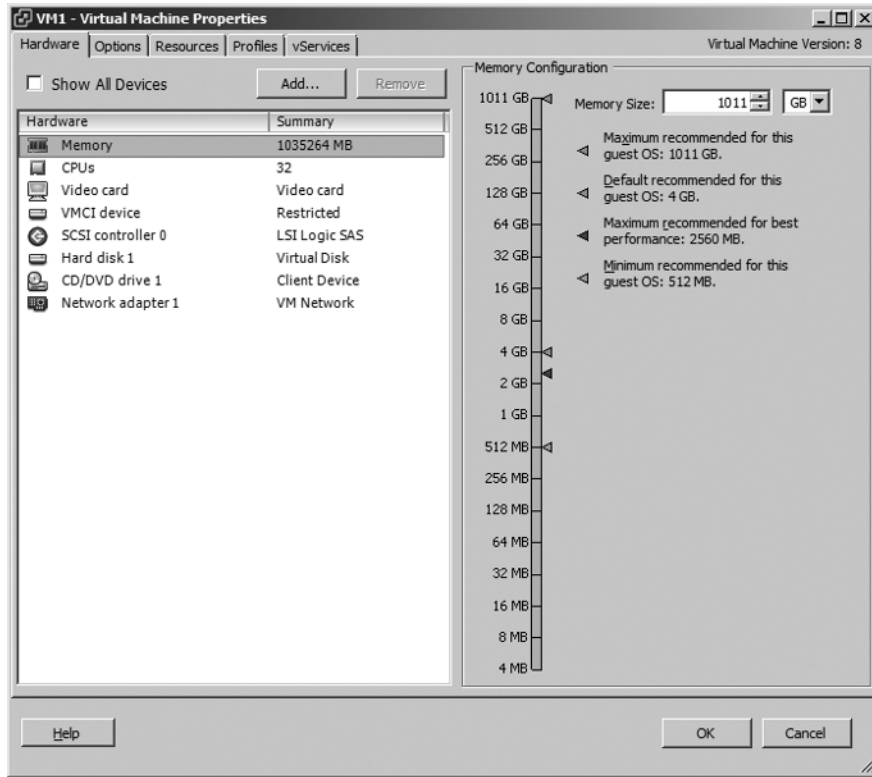 VM1 - Virtual Machine Properties
Hardware Options Resources Profiles vServices
Virtual Machine Version: 8
Show All Devices
Add...
Remove
Hardware Summary
Memory 1035264 MB
CPUs 32
Video card Video card
VMCI device Restricted
SCSI controller 0 LSI Logic SAS
Hard disk 1 Virtual Disk
CD/DVD drive 1 Client Device
Network adapter 1 VM Network
Memory Configuration
1011 GB
512 GB
256 GB
128 GB
64 GB
32 GB
16 GB
8 GB
4 GB
2 GB
1 GB
512 MB
256 MB
128 MB
64 MB
32 MB
16 MB
8 MB
4 MB
Memory Size: 1011 GB
Maximum recommended for this
guest OS: 1011 GB.
Default recommended for this
guest OS: 4 GB.
Maximum recommended for best
performance: 2560 MB.
Minimum recommended for this
guest OS: 512 MB.
Help
OK
Cancel